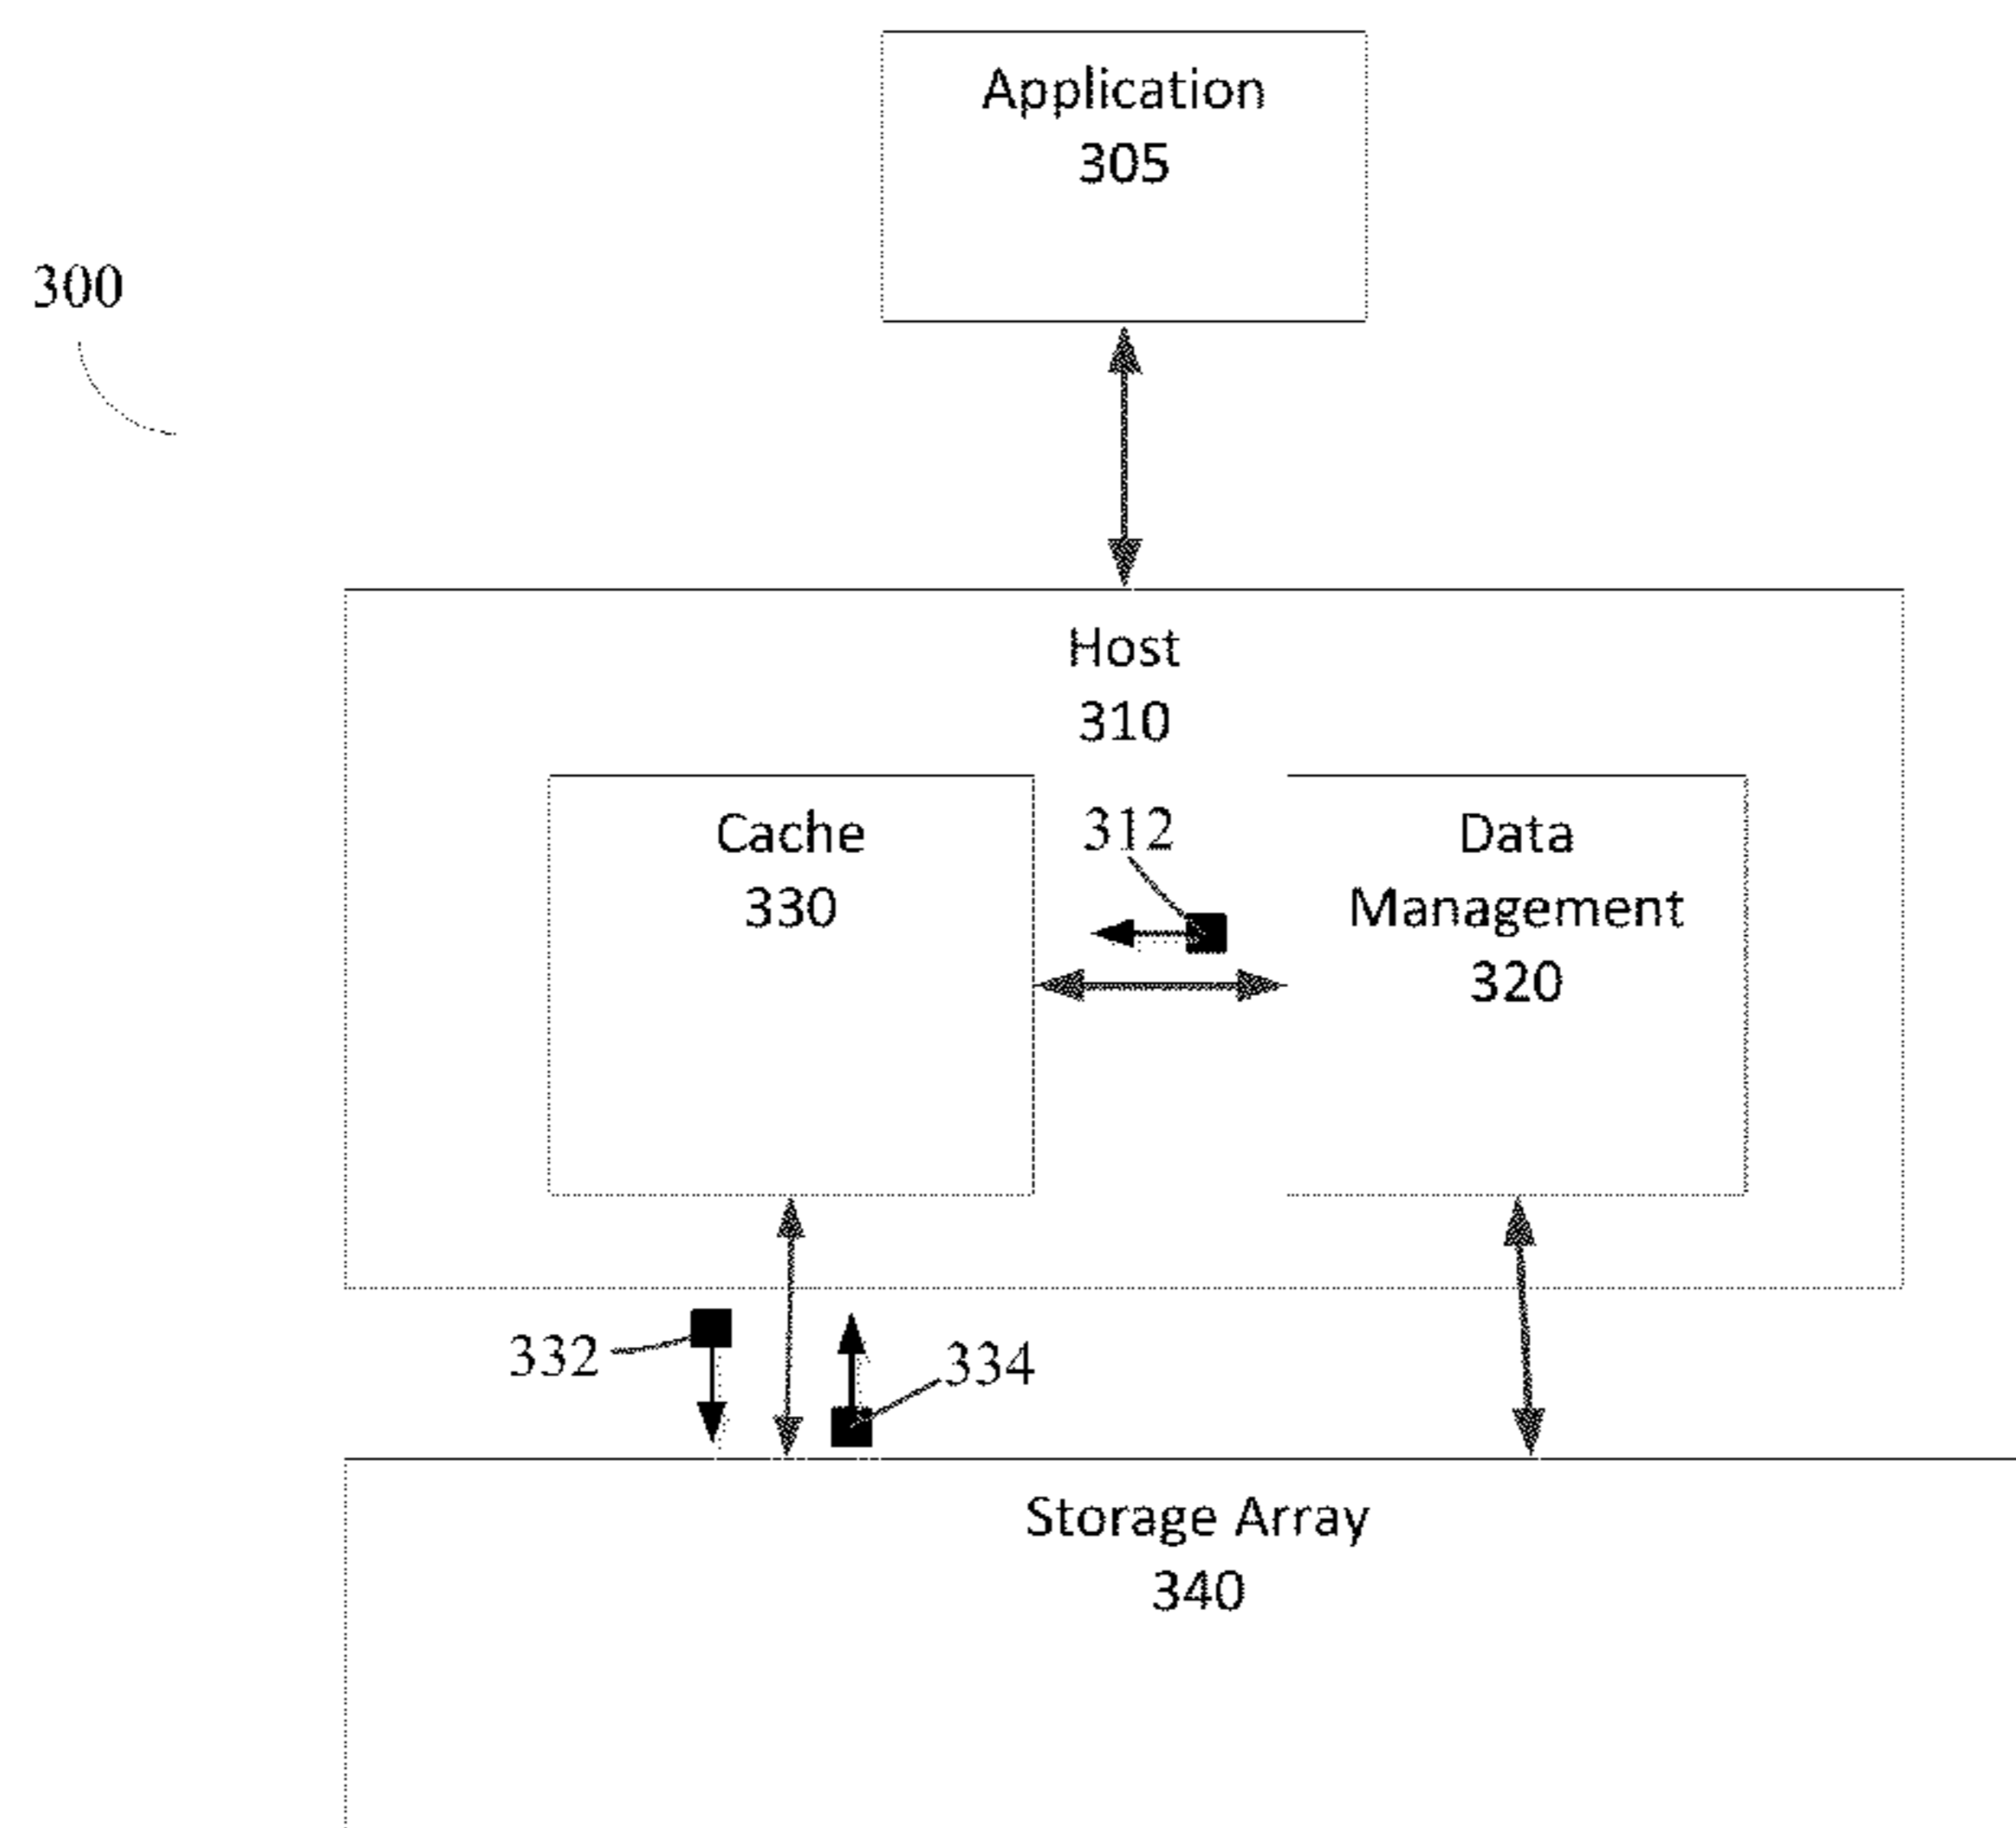 Application
305
300
Host
310
Cache
330
312
Data
Management
320
332
334
Storage Array
340